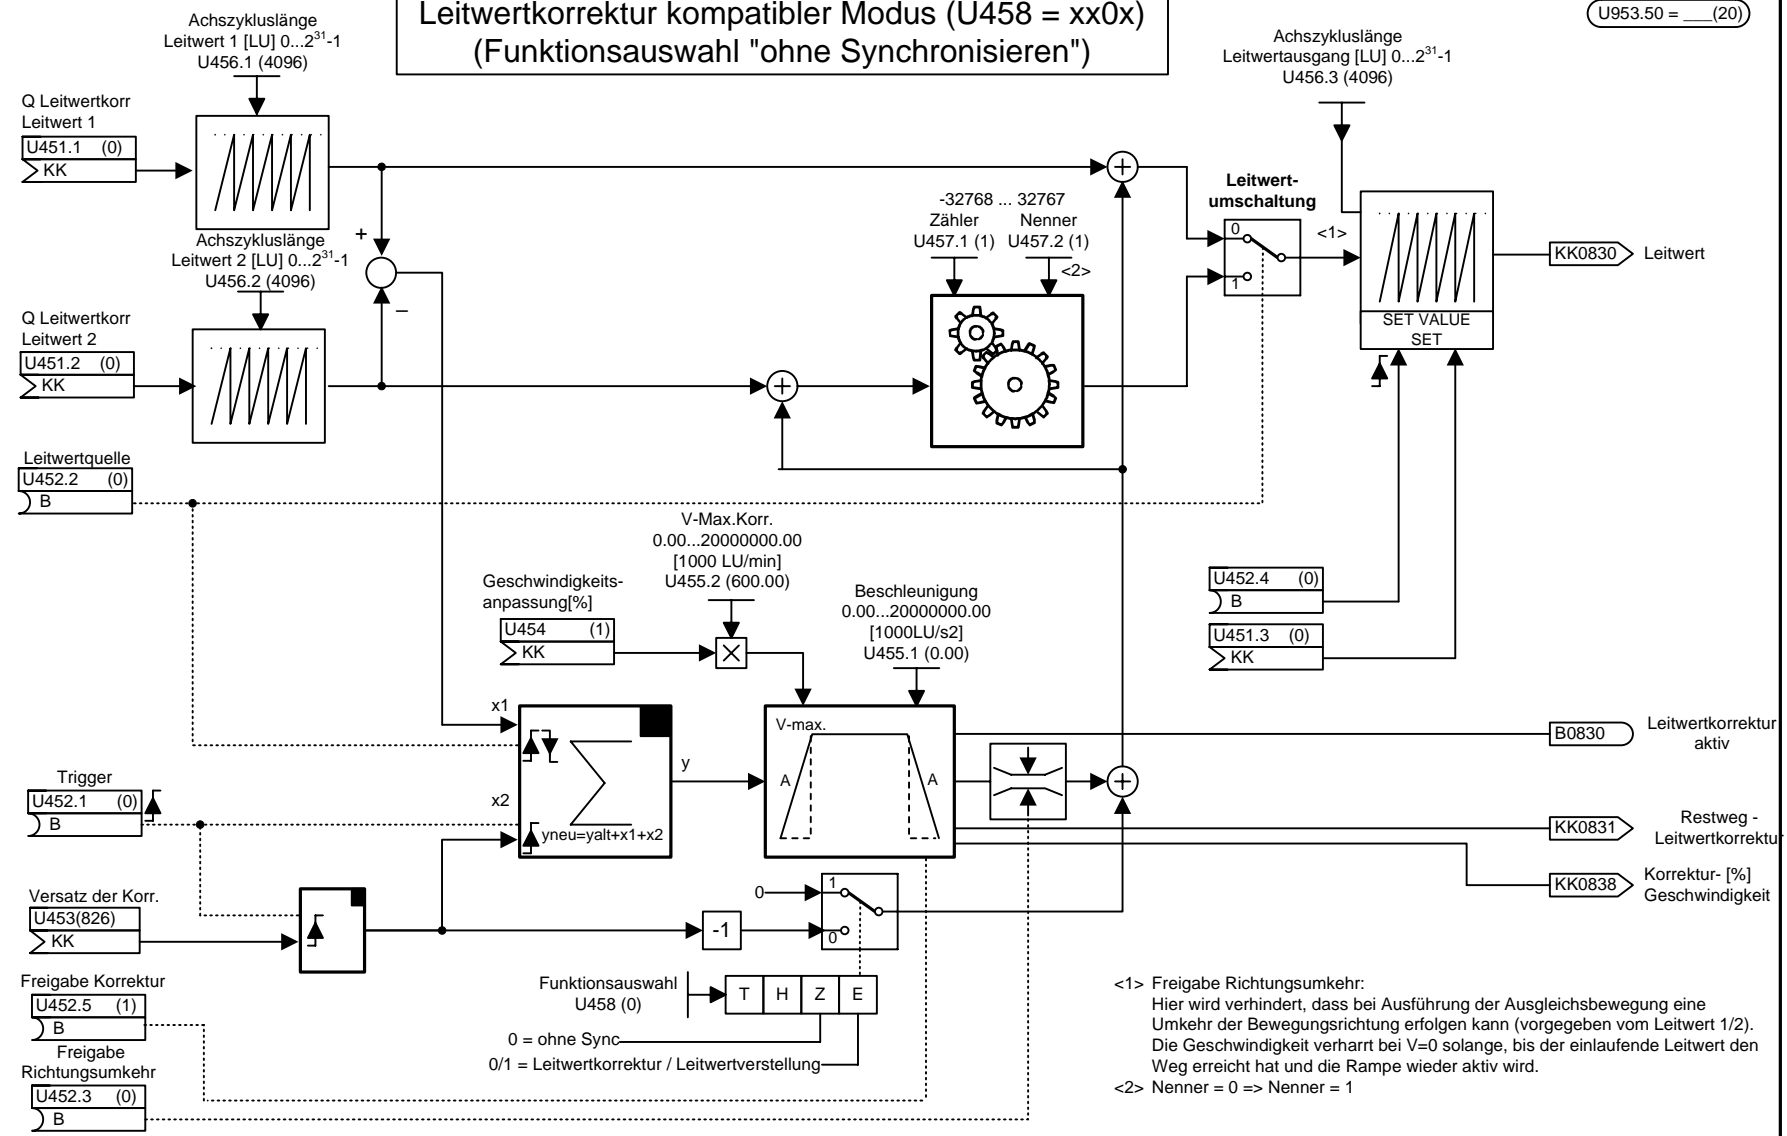 Leitwertkorrektur kompatibler Modus (U458 = xx0x)
(Funktionsauswahl "ohne Synchronisieren")
U953.50 = ___(20)
Achszykluslänge
Leitwert 1 [LU] 0...2³¹-1
U456.1 (4096)
Achszykluslänge
Leitwertausgang [LU] 0...2³¹-1
U456.3 (4096)
Q Leitwertkorr
Leitwert 1
U451.1 (0)
KK
Achszykluslänge
Leitwert 2 [LU] 0...2³¹-1
U456.2 (4096)
+
–
+
-32768 ... 32767
Zähler
U457.1 (1)
Nenner
U457.2 (1)
<2>
Leitwert-
umschaltung
0
1
<1>
SET VALUE
SET
KK0830
Leitwert
Q Leitwertkorr
Leitwert 2
U451.2 (0)
KK
+
Leitwertquelle
U452.2 (0)
B
V-Max.Korr.
0.00...20000000.00
[1000 LU/min]
U455.2 (600.00)
Geschwindigkeits-
anpassung[%]
U454 (1)
KK
Beschleunigung
0.00...20000000.00
[1000LU/s2]
U455.1 (0.00)
U452.4 (0)
B
U451.3 (0)
KK
x1
x2
yneu=yalt+x1+x2
y
V-max.
A
A
+
B0830
Leitwertkorrektur
aktiv
KK0831
Restweg -
Leitwertkorrektur
KK0838
Korrektur- [%]
Geschwindigkeit
Trigger
U452.1 (0)
B
Versatz der Korr.
U453(826)
KK
-1
0
1
0
Freigabe Korrektur
U452.5 (1)
B
Freigabe
Richtungsumkehr
U452.3 (0)
B
Funktionsauswahl
U458 (0)
T H Z E
0 = ohne Sync
0/1 = Leitwertkorrektur / Leitwertverstellung
<1> Freigabe Richtungsumkehr:
Hier wird verhindert, dass bei Ausführung der Ausgleichsbewegung eine
Umkehr der Bewegungsrichtung erfolgen kann (vorgegeben vom Leitwert 1/2).
Die Geschwindigkeit verharrt bei V=0 solange, bis der einlaufende Leitwert den
Weg erreicht hat und die Rampe wieder aktiv wird.
<2> Nenner = 0 => Nenner = 1